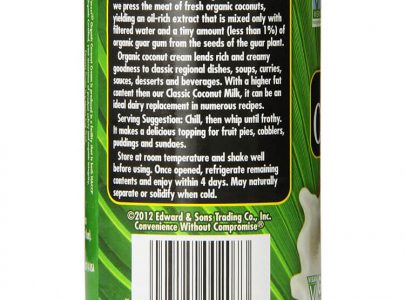 we press the meat of fresh organic coconuts,
yielding an oil-rich extract that is mixed only with
filtered water and a tiny amount (less than 1%) of
organic guar gum from the seeds of the guar plant.
Organic coconut cream lends rich and creamy
goodness to classic regional dishes, soups, curries,
sauces, desserts and beverages. With a higher fat
content then our Classic Coconut Milk, it can be an
ideal dairy replacement in numerous recipes.
Serving Suggestion: Chill, then whip until fluffy.
It makes a delicious topping for fruit pies, cobblers,
puddings and sundaes.
Store at room temperature and shake well
before using. Once opened, refrigerate remaining
contents and enjoy within 4 days. May naturally
separate or solidify when cold.
©2012 Edward & Sons Trading Co., Inc.
Convenience Without Compromise®